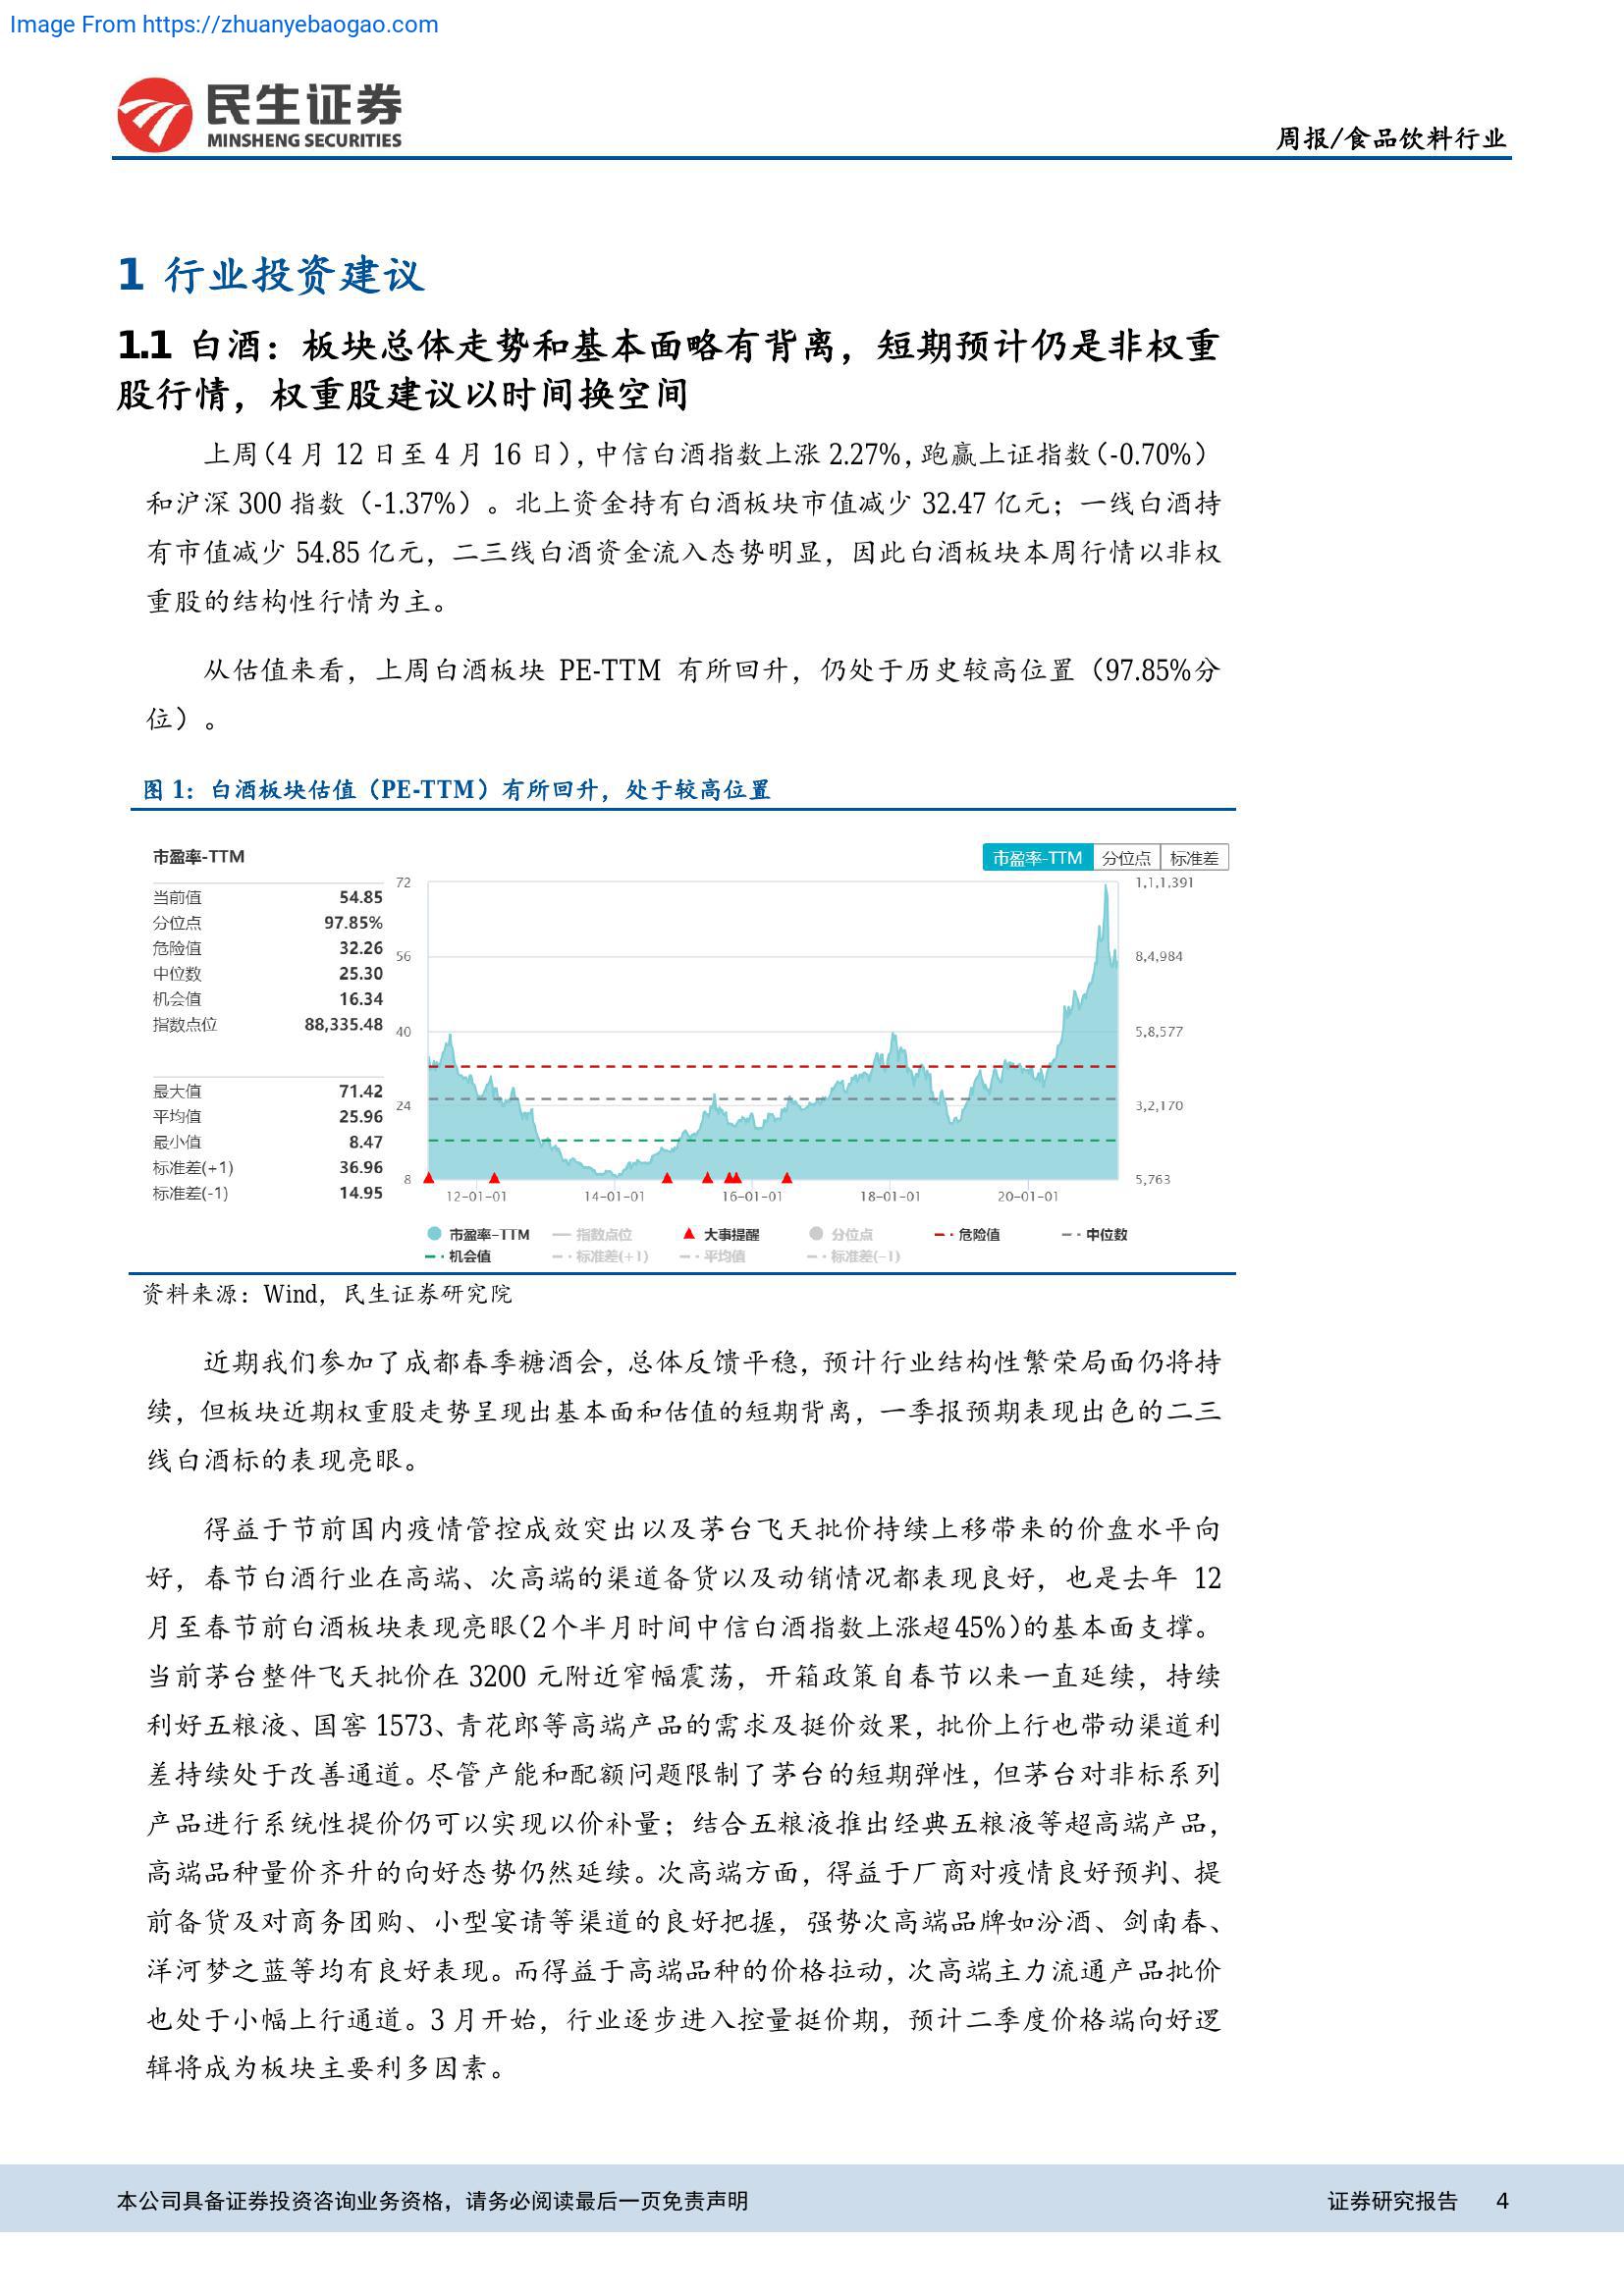 Image From https://zhuanyebaogao.com
民生证券
MINSHENG SECURITIES
周报/食品饮料行业
1 行业投资建议
1.1 白酒：板块总体走势和基本面略有背离，短期预计仍是非权重
股行情，权重股建议以时间换空间
上周（4 月 12 日至 4 月 16 日），中信白酒指数上涨 2.27%，跑赢上证指数（-0.70%）
和沪深 300 指数（-1.37%）。北上资金持有白酒板块市值减少 32.47 亿元；一线白酒持
有市值减少 54.85 亿元，二三线白酒资金流入态势明显，因此白酒板块本周行情以非权
重股的结构性行情为主。
从估值来看，上周白酒板块 PE-TTM 有所回升，仍处于历史较高位置（97.85%分
位）。
图 1：白酒板块估值（PE-TTM）有所回升，处于较高位置
市盈率-TTM
市盈率-TTM 分位点 标准差
当前值 54.85
分位点 97.85%
危险值 32.26
中位数 25.30
机会值 16.34
指数点位 88,335.48
最大值 71.42
平均值 25.96
最小值 8.47
标准差(+1) 36.96
标准差(-1) 14.95
72 1,1,1,391
56 8,4,984
40 5,8,577
24 3,2,170
8 5,763
12-01-01 14-01-01 16-01-01 18-01-01 20-01-01
市盈率-TTM 指数点位 大事提醒 分位点 危险值 中位数
机会值 标准差(+1) 平均值 标准差(-1)
资料来源：Wind，民生证券研究院
近期我们参加了成都春季糖酒会，总体反馈平稳，预计行业结构性繁荣局面仍将持
续，但板块近期权重股走势呈现出基本面和估值的短期背离，一季报预期表现出色的二三
线白酒标的表现亮眼。
得益于节前国内疫情管控成效突出以及茅台飞天批价持续上移带来的价盘水平向
好，春节白酒行业在高端、次高端的渠道备货以及动销情况都表现良好，也是去年 12
月至春节前白酒板块表现亮眼（2个半月时间中信白酒指数上涨超45%）的基本面支撑。
当前茅台整件飞天批价在 3200 元附近窄幅震荡，开箱政策自春节以来一直延续，持续
利好五粮液、国窖 1573、青花郎等高端产品的需求及挺价效果，批价上行也带动渠道利
差持续处于改善通道。尽管产能和配额问题限制了茅台的短期弹性，但茅台对非标系列
产品进行系统性提价仍可以实现以价补量；结合五粮液推出经典五粮液等超高端产品，
高端品种量价齐升的向好态势仍然延续。次高端方面，得益于厂商对疫情良好预判、提
前备货及对商务团购、小型宴请等渠道的良好把握，强势次高端品牌如汾酒、剑南春、
洋河梦之蓝等均有良好表现。而得益于高端品种的价格拉动，次高端主力流通产品批价
也处于小幅上行通道。3 月开始，行业逐步进入控量挺价期，预计二季度价格端向好逻
辑将成为板块主要利多因素。
本公司具备证券投资咨询业务资格，请务必阅读最后一页免责声明
证券研究报告 4